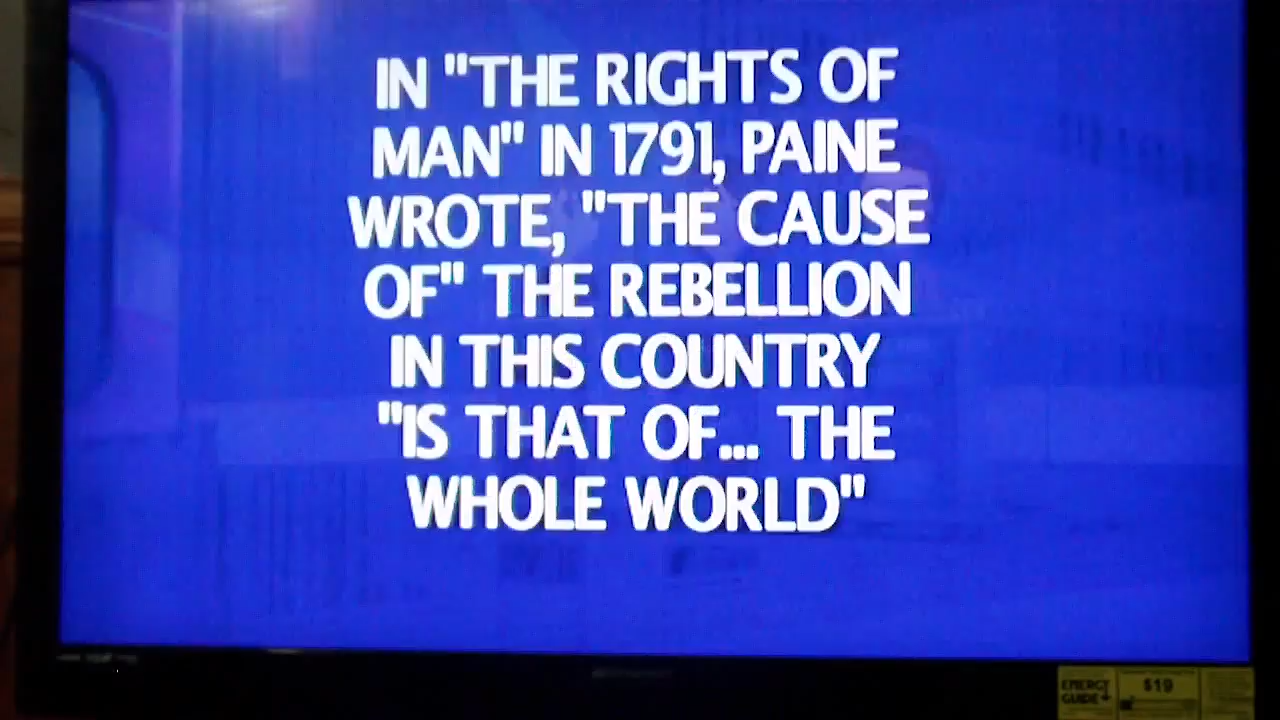 IN "THE RIGHTS OF
MAN" IN 1791, PAINE
WROTE, "THE CAUSE
OF" THE REBELLION
IN THIS COUNTRY
"IS THAT OF... THE
WHOLE WORLD"
ENERGY
GUIDE
$19